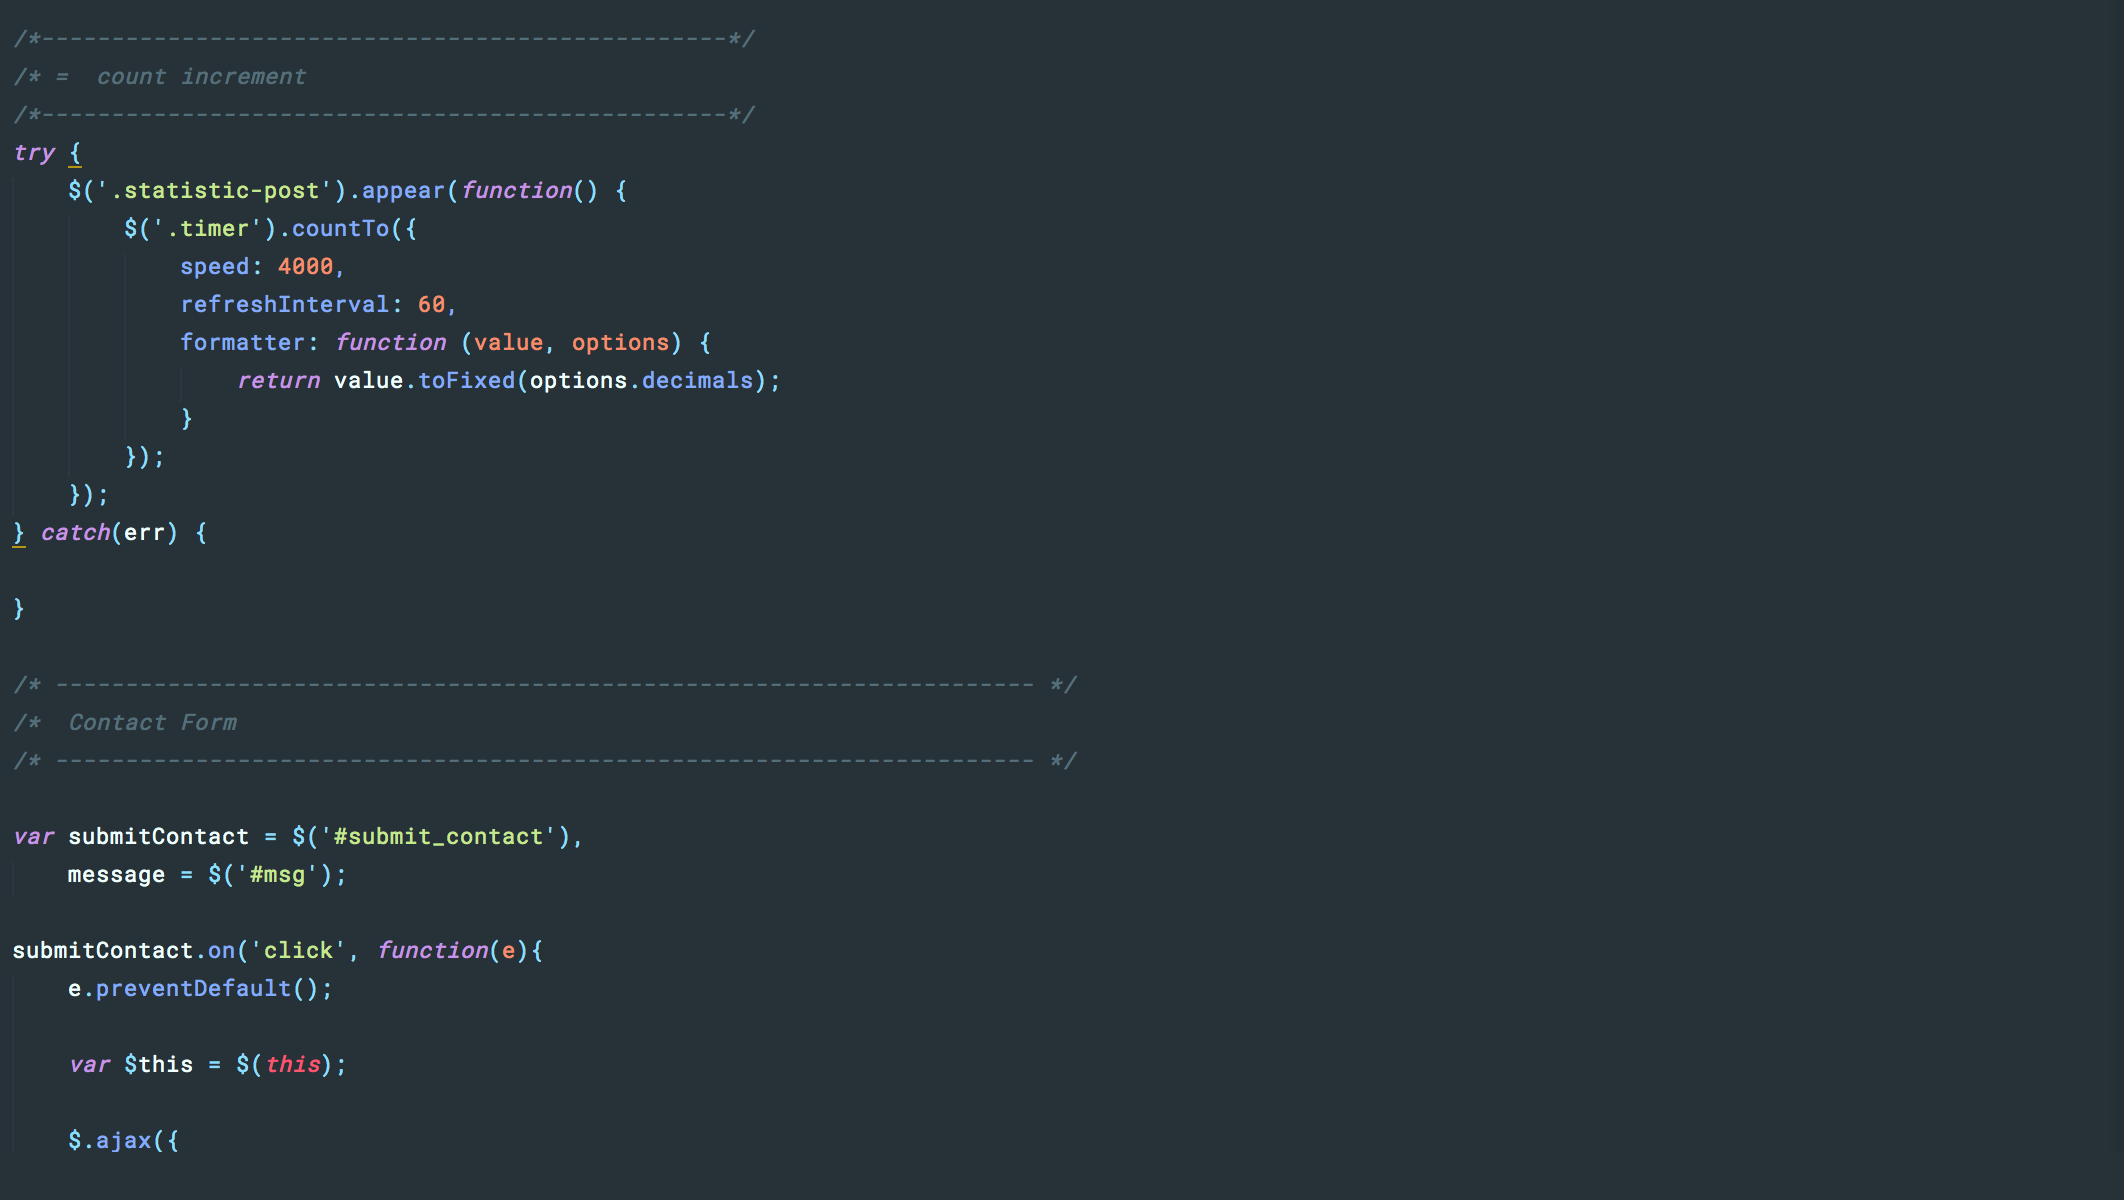 /*-------------------------------------------------*/
/* =  count increment
/*-------------------------------------------------*/
try {
    $('.statistic-post').appear(function() {
        $('.timer').countTo({
            speed: 4000,
            refreshInterval: 60,
            formatter: function (value, options) {
                return value.toFixed(options.decimals);
            }
        });
    });
} catch(err) {

}

/* ---------------------------------------------------------------------- */
/*  Contact Form
/* ---------------------------------------------------------------------- */

var submitContact = $('#submit_contact'),
    message = $('#msg');

submitContact.on('click', function(e){
    e.preventDefault();

    var $this = $(this);

    $.ajax({